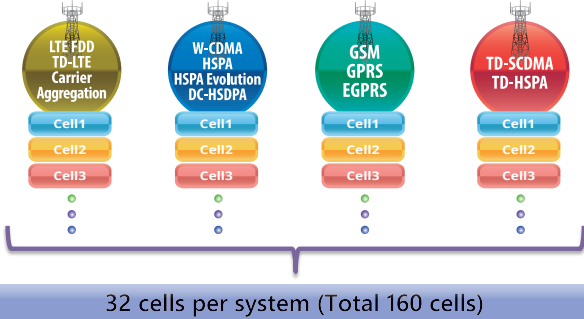 LTE FDD
TD-LTE
Carrier
Aggregation
Cell1
Cell2
Cell3
W-CDMA
HSPA
HSPA Evolution
DC-HSDPA
Cell1
Cell2
Cell3
GSM
GPRS
EGPRS
Cell1
Cell2
Cell3
TD-SCDMA
TD-HSPA
Cell1
Cell2
Cell3
32 cells per system (Total 160 cells)